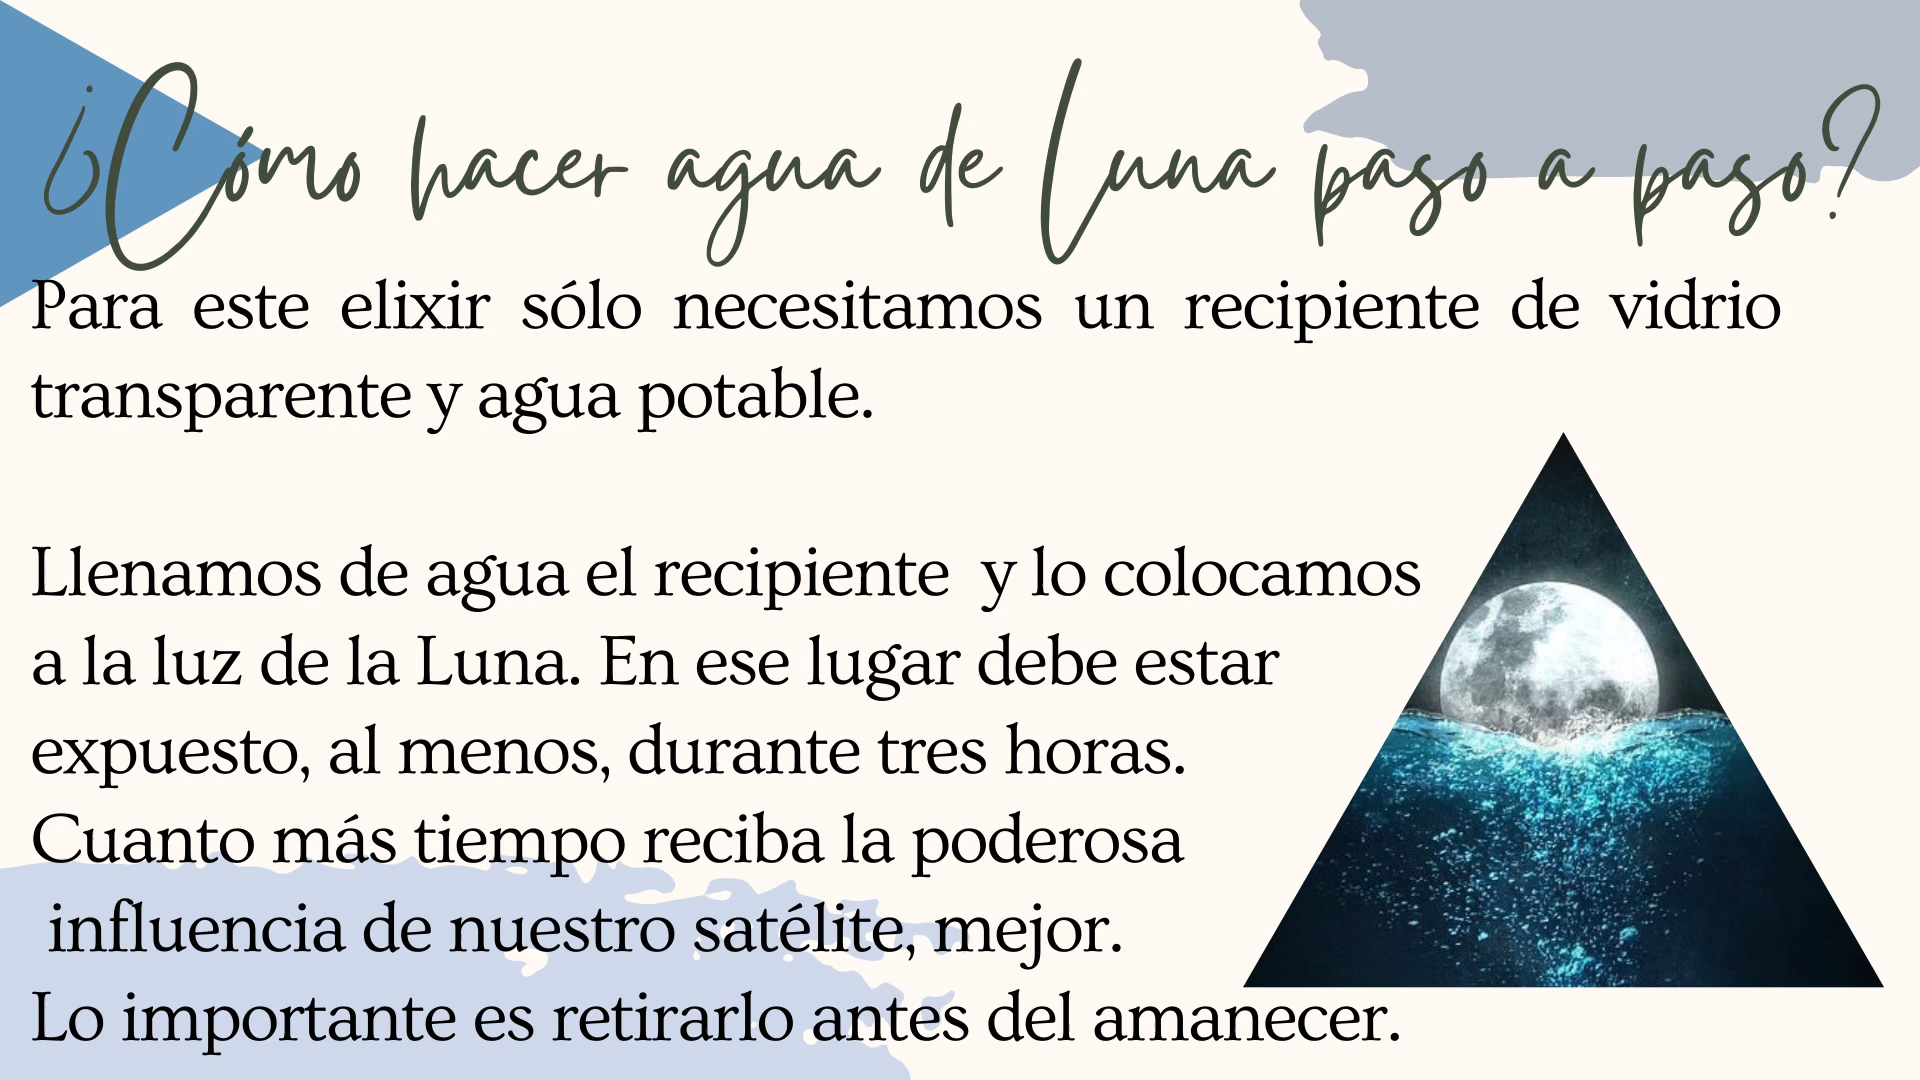 ¿Cómo hacer agua de Luna paso a paso?
Para este elixir sólo necesitamos un recipiente de vidrio
transparente y agua potable.
Llenamos de agua el recipiente y lo colocamos
a la luz de la Luna. En ese lugar debe estar
expuesto, al menos, durante tres horas.
Cuanto más tiempo reciba la poderosa
influencia de nuestro satélite, mejor.
Lo importante es retirarlo antes del amanecer.